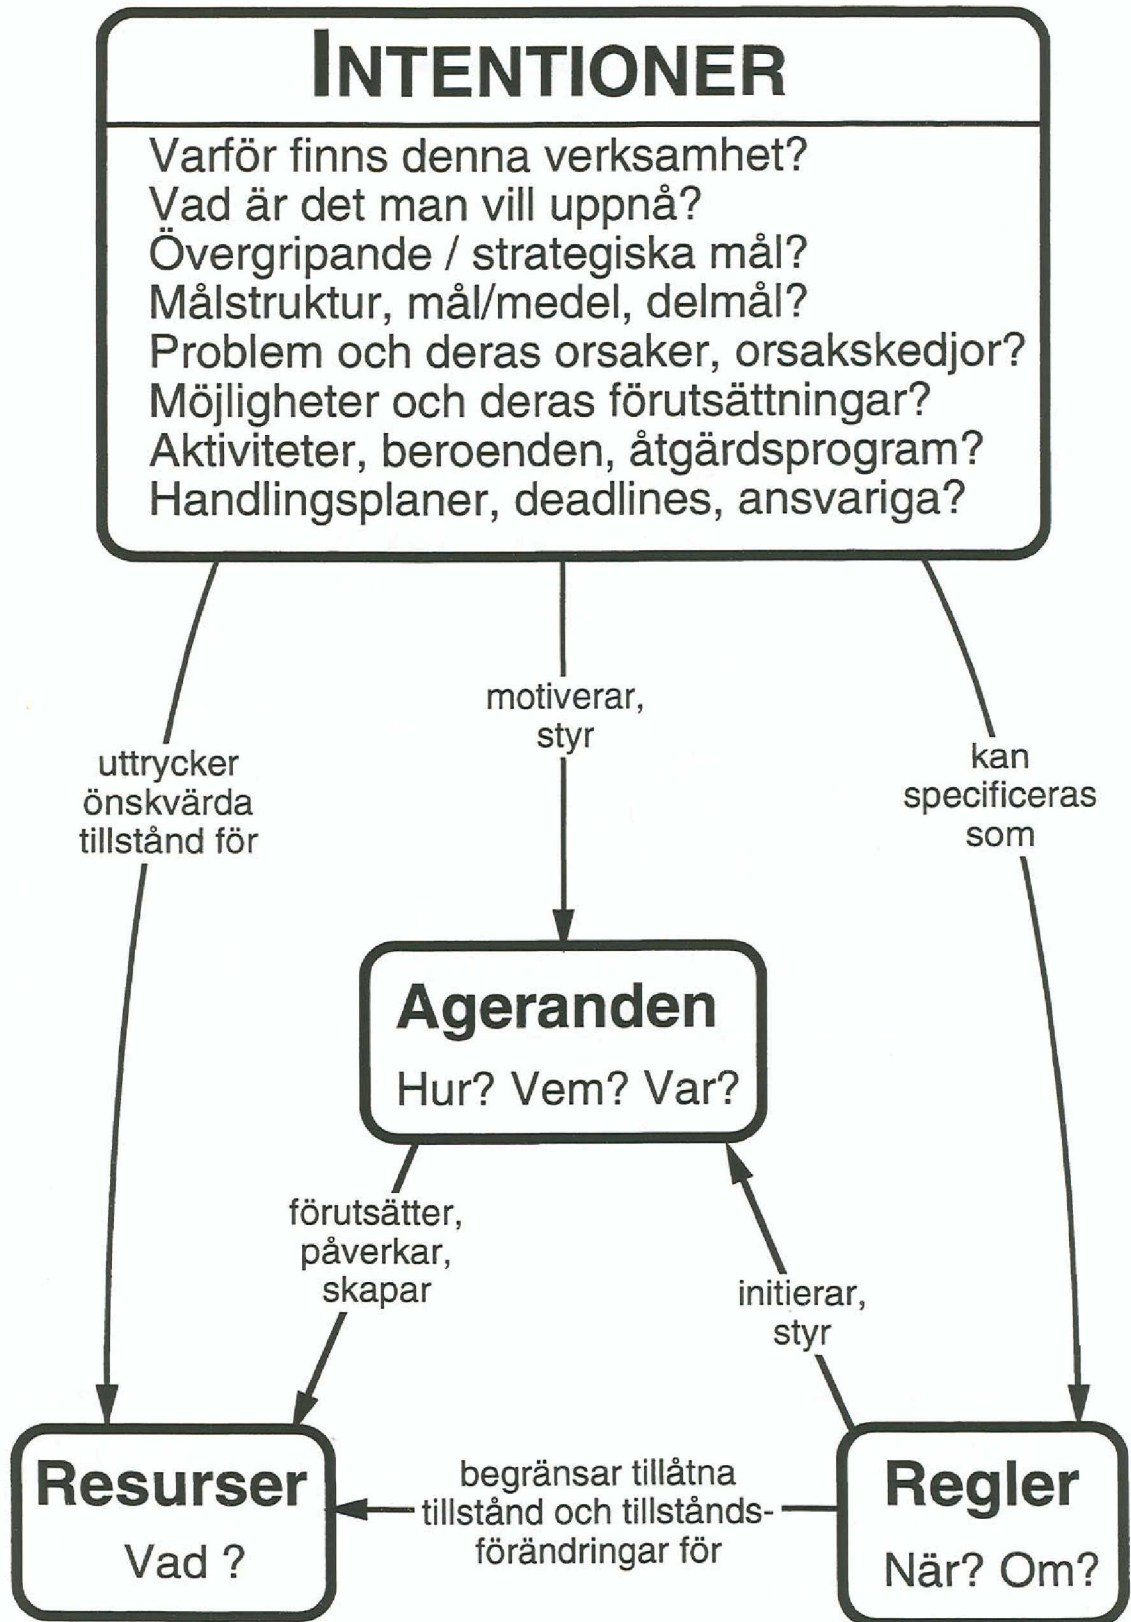 INTENTIONER
Varför finns denna verksamhet?
Vad är det man vill uppnå?
Övergripande / strategiska mål?
Målstruktur, mål/medel, delmål?
Problem och deras orsaker, orsakskedjor?
Möjligheter och deras förutsättningar?
Aktiviteter, beroenden, åtgärdsprogram?
Handlingsplaner, deadlines, ansvariga?
uttrycker
önskvärda
tillstånd för
motiverar,
styr
kan
specificeras
som
Ageranden
Hur? Vem? Var?
förutsätter,
påverkar,
skapar
initierar,
styr
Resurser
Vad ?
begränsar tillåtna
tillstånd och tillstånds-
förändringar för
Regler
När? Om?